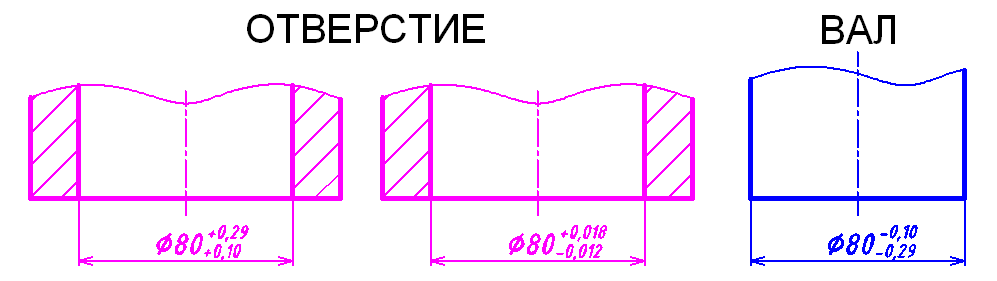 ОТВЕРСТИЕ
ВАЛ
Ø80 +0,29 +0,10
Ø80 +0,018 -0,012
Ø80 -0,10 -0,29